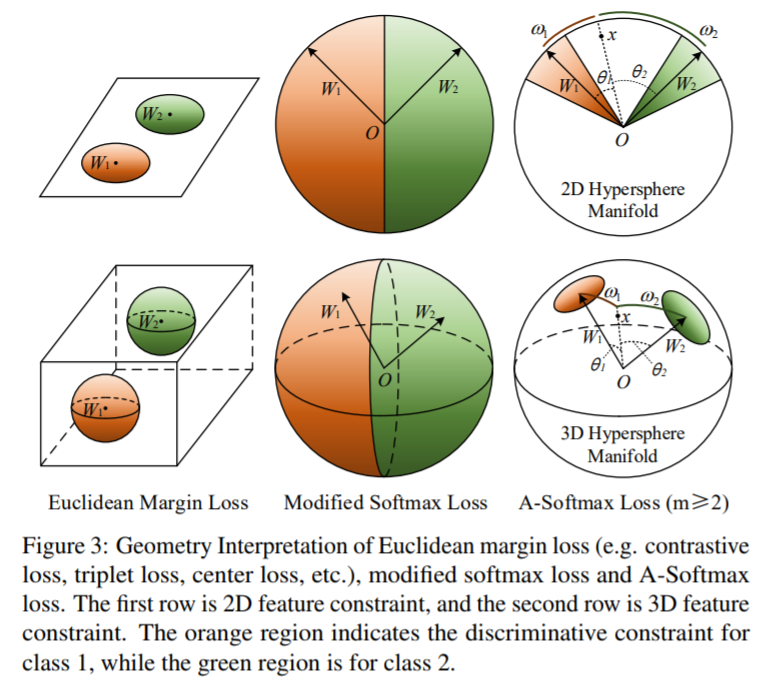 W₁
W₂
O
ω₁
ω₂
x
θ₁
θ₂
W₁
W₂
O
2D Hypersphere
Manifold
W₂
W₁
W₁
W₂
O
ω₁
ω₂
x
W₁
W₂
θ₁
θ₂
O
3D Hypersphere
Manifold
W₂
W₁
Euclidean Margin Loss
Modified Softmax Loss
A-Softmax Loss (m⩾2)
Figure 3: Geometry Interpretation of Euclidean margin loss (e.g. contrastive
loss, triplet loss, center loss, etc.), modified softmax loss and A-Softmax
loss. The first row is 2D feature constraint, and the second row is 3D feature
constraint. The orange region indicates the discriminative constraint for
class 1, while the green region is for class 2.